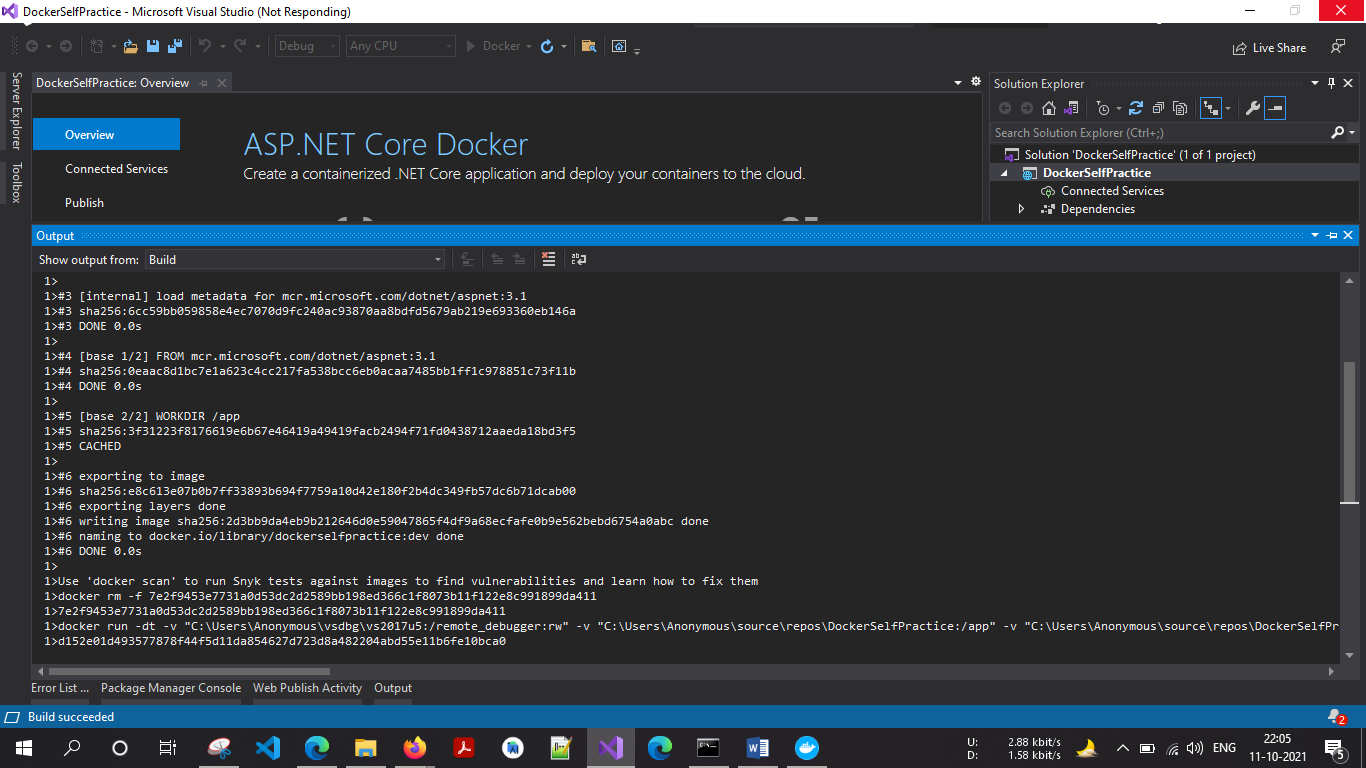 DockerSelfPractice - Microsoft Visual Studio (Not Responding)
Debug
Any CPU
Docker
Live Share
Server Explorer
Toolbox
DockerSelfPractice: Overview
Overview
Connected Services
Publish
ASP.NET Core Docker
Create a containerized .NET Core application and deploy your containers to the cloud.
Solution Explorer
Search Solution Explorer (Ctrl+;)
Solution 'DockerSelfPractice' (1 of 1 project)
DockerSelfPractice
Connected Services
Dependencies
Output
Show output from: Build
1>
1>#3 [internal] load metadata for mcr.microsoft.com/dotnet/aspnet:3.1
1>#3 sha256:6cc59bb059858e4ec7070d9fc240ac93870aa8bdfd5679ab219e693360eb146a
1>#3 DONE 0.0s
1>
1>#4 [base 1/2] FROM mcr.microsoft.com/dotnet/aspnet:3.1
1>#4 sha256:0eaac8d1bc7e1a623c4cc217fa538bcc6eb0acaa7485bb1ff1c978851c73f11b
1>#4 DONE 0.0s
1>
1>#5 [base 2/2] WORKDIR /app
1>#5 sha256:3f31223f8176619e6b67e46419a49419facb2494f71fd0438712aaeda18bd3f5
1>#5 CACHED
1>
1>#6 exporting to image
1>#6 sha256:e8c613e07b0b7ff33893b694f7759a10d42e180f2b4dc349fb57dc6b71dcab00
1>#6 exporting layers done
1>#6 writing image sha256:2d3bb9da4eb9b212646d0e59047865f4df9a68ecfafe0b9e562bebd6754a0abc done
1>#6 naming to docker.io/library/dockerselfpractice:dev done
1>#6 DONE 0.0s
1>
1>Use 'docker scan' to run Snyk tests against images to find vulnerabilities and learn how to fix them
1>docker rm -f 7e2f9453e7731a0d53dc2d2589bb198ed366c1f8073b11f122e8c991899da411
1>7e2f9453e7731a0d53dc2d2589bb198ed366c1f8073b11f122e8c991899da411
1>docker run -dt -v "C:\Users\Anonymous\vsdbg\vs2017u5:/remote_debugger:rw" -v "C:\Users\Anonymous\source\repos\DockerSelfPractice:/app" -v "C:\Users\Anonymous\source\repos\DockerSelfPr
1>d152e01d493577878f44f5d11da854627d723d8a482204abd55e11b6fe10bca0
Error List ...
Package Manager Console
Web Publish Activity
Output
Build succeeded
2
U: 2.88 kbit/s
D: 1.58 kbit/s
ENG
22:05
11-10-2021
5